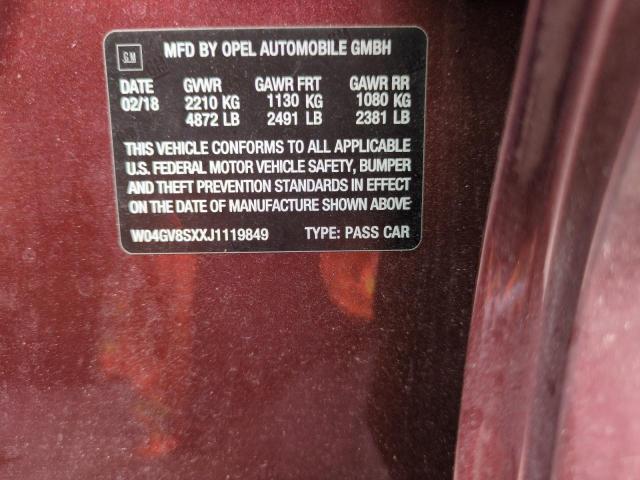 GM MFD BY OPEL AUTOMOBILE GMBH
DATE GVWR GAWR FRT GAWR RR
02/18 2210 KG 1130 KG 1080 KG
4872 LB 2491 LB 2381 LB
THIS VEHICLE CONFORMS TO ALL APPLICABLE
U.S. FEDERAL MOTOR VEHICLE SAFETY, BUMPER
AND THEFT PREVENTION STANDARDS IN EFFECT
ON THE DATE OF MANUFACTURE SHOWN ABOVE
W04GV8SXXJ1119849 TYPE: PASS CAR